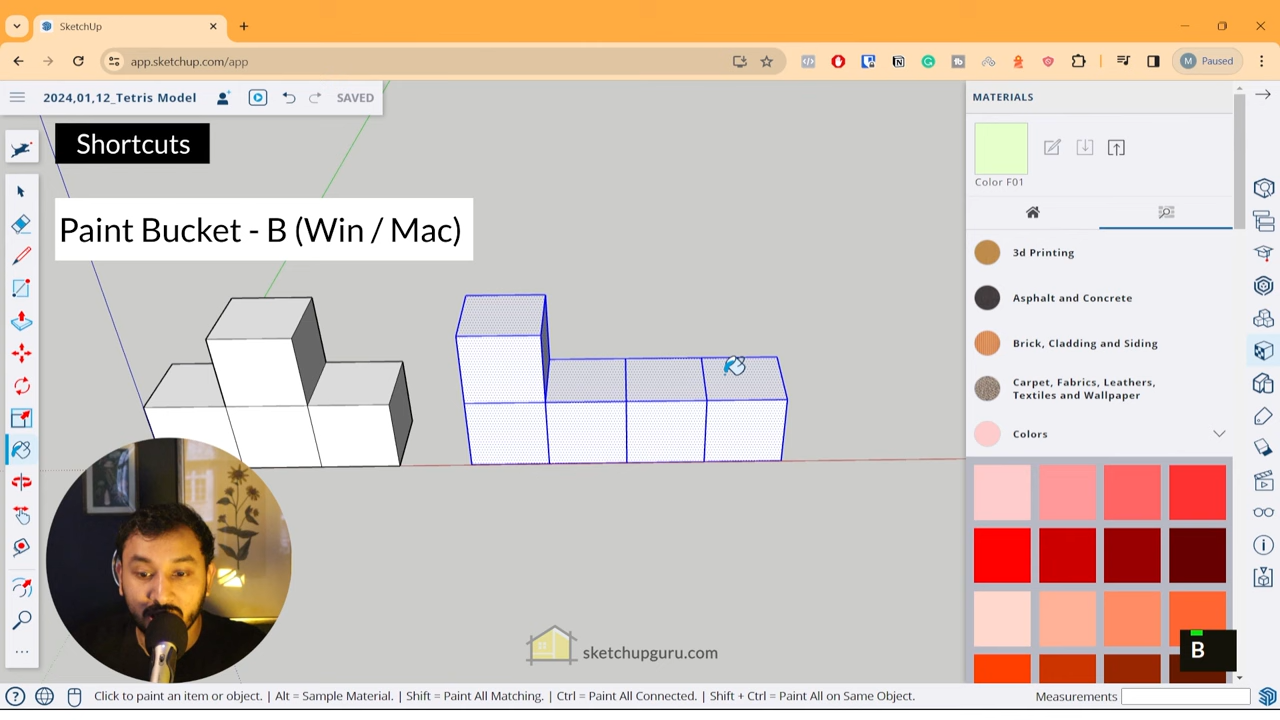 SketchUp
app.sketchup.com/app
M Paused
2024,01,12_Tetris Model
SAVED
Shortcuts
Paint Bucket - B (Win / Mac)
MATERIALS
Color F01
3d Printing
Asphalt and Concrete
Brick, Cladding and Siding
Carpet, Fabrics, Leathers,
Textiles and Wallpaper
Colors
B
sketchupguru.com
Click to paint an item or object. | Alt = Sample Material. | Shift = Paint All Matching. | Ctrl = Paint All Connected. | Shift + Ctrl = Paint All on Same Object.
Measurements